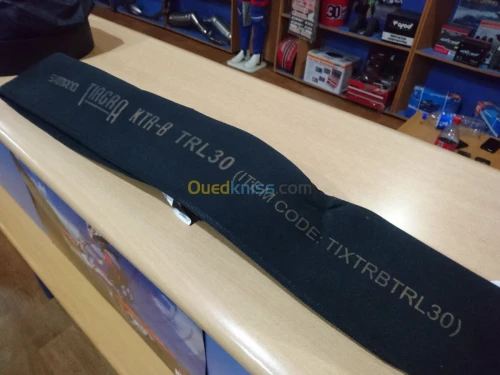 SHIMANO TIAGRA KTR-B TRL30 (ITEM CODE: TIXTRBTRL30)
Ouedkniss.com